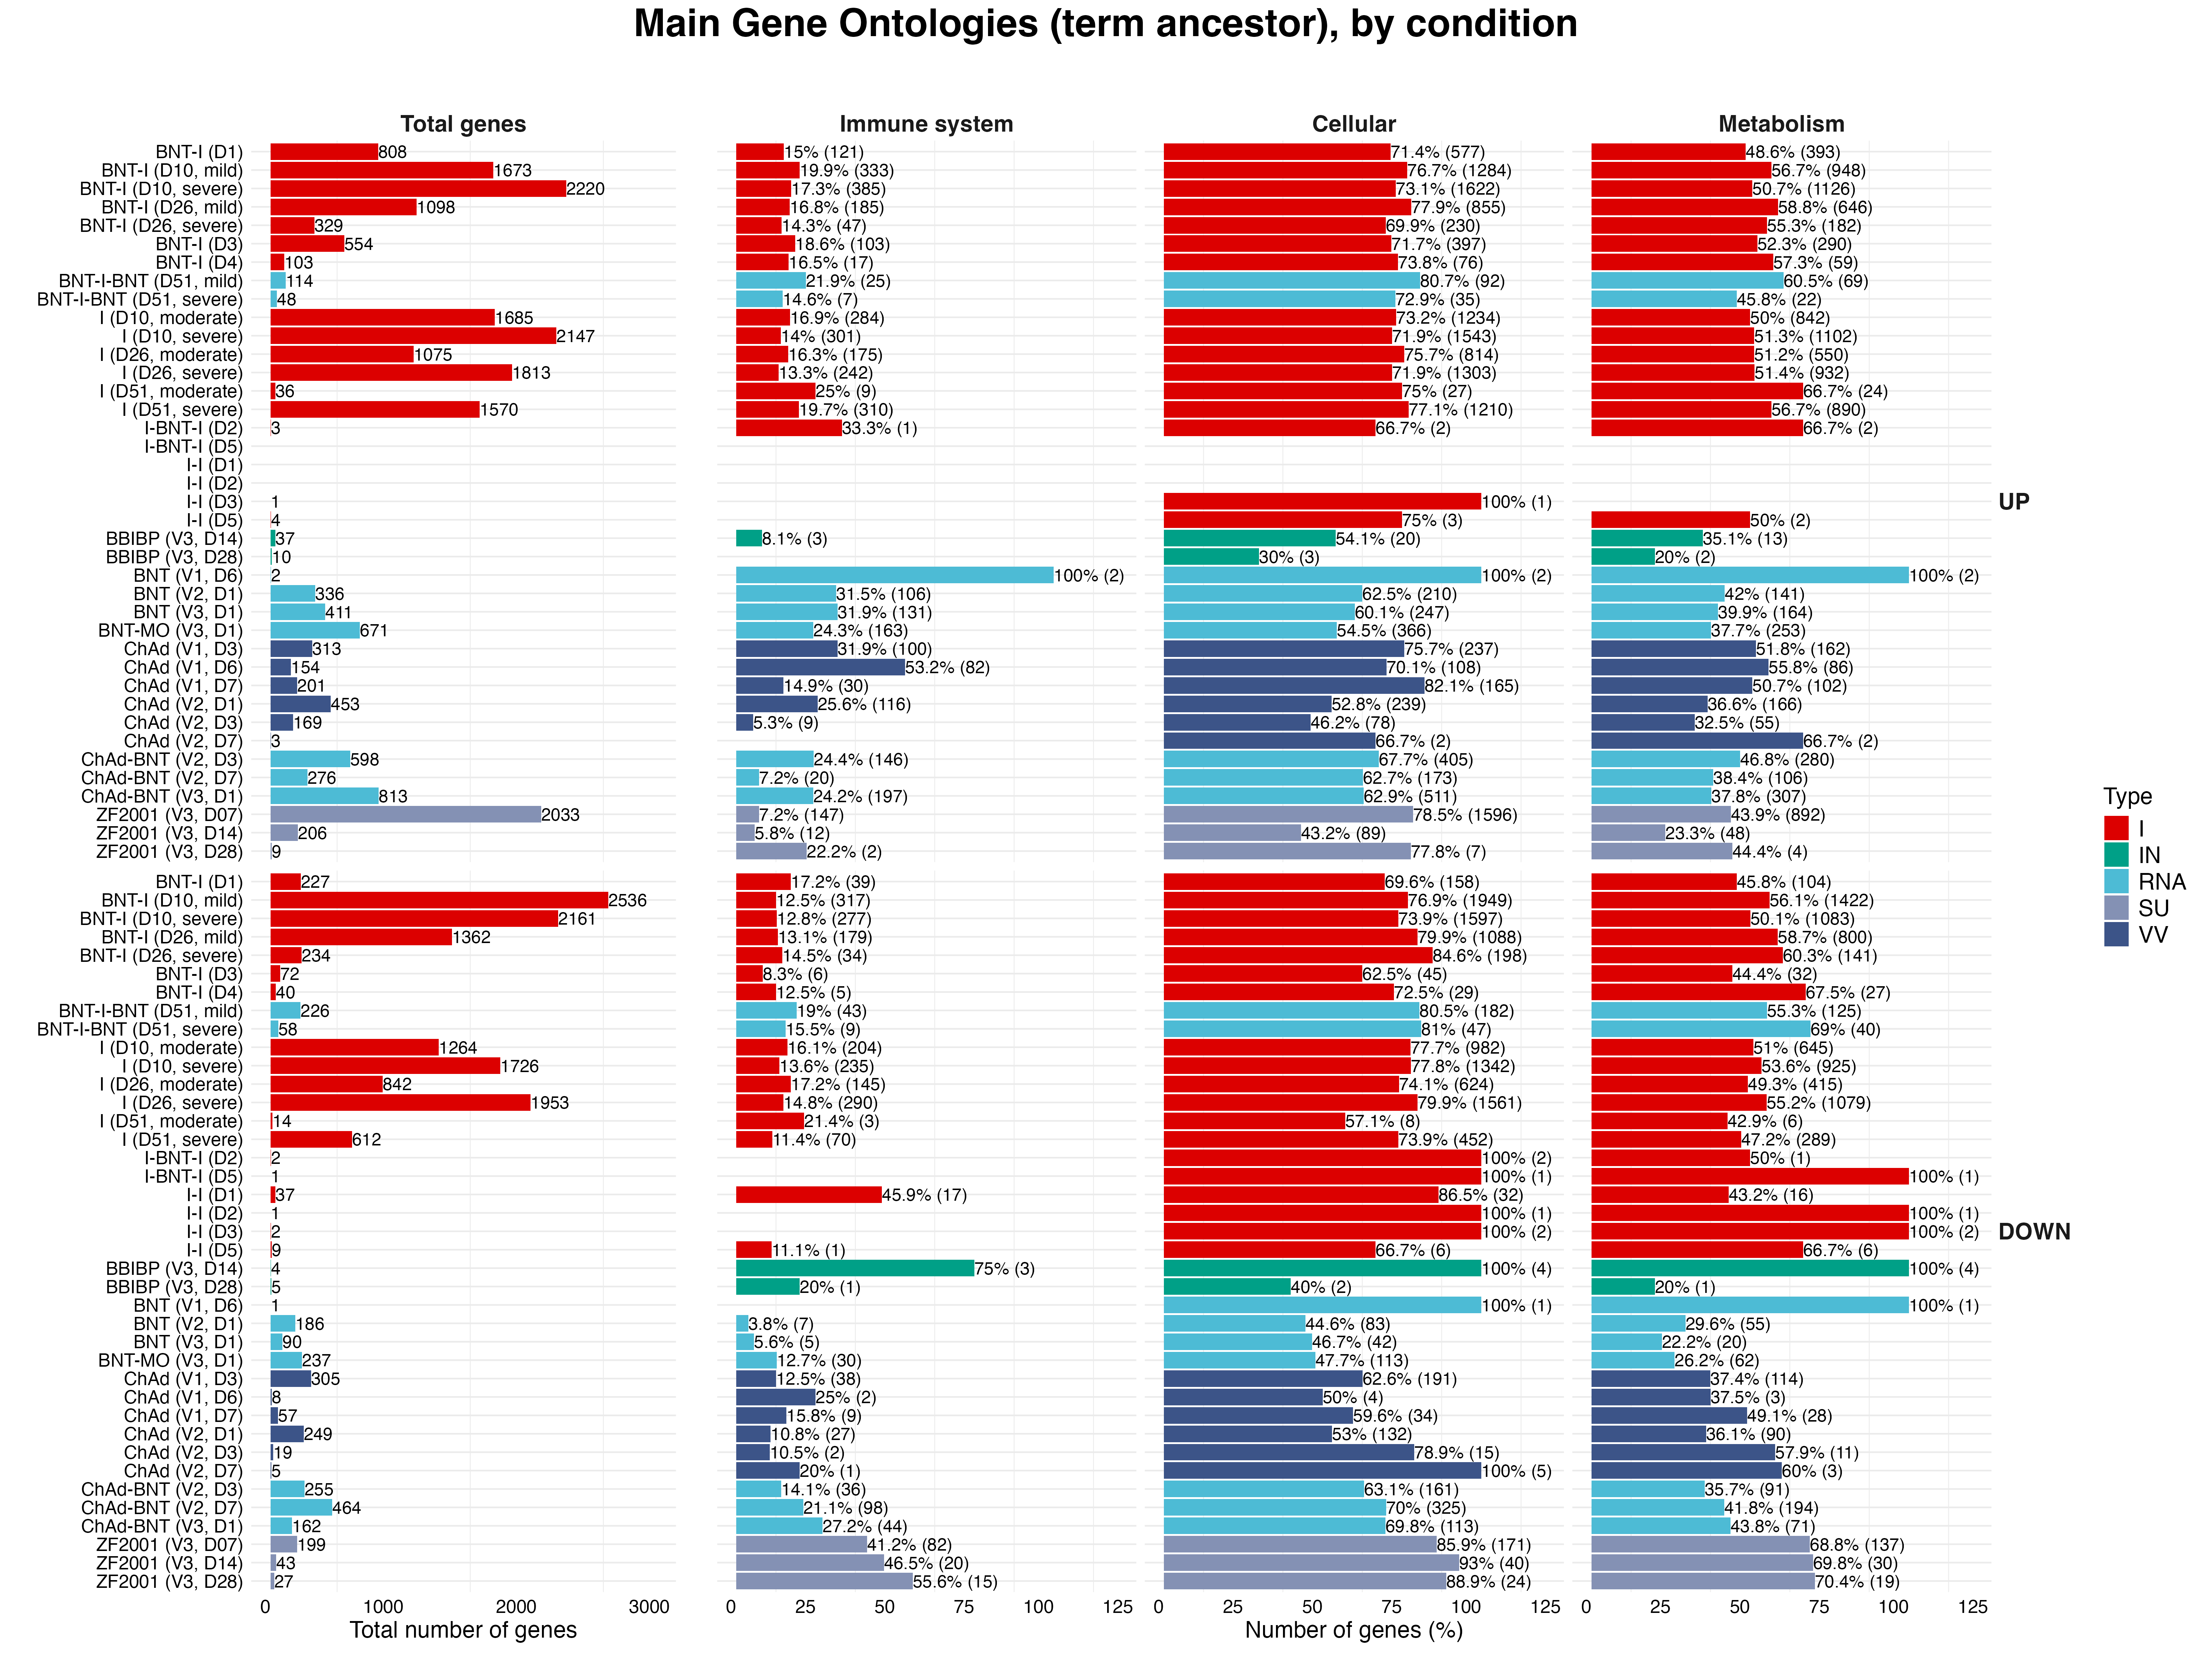 Main Gene Ontologies (term ancestor), by condition
Total genes Immune system Cellular Metabolism
BNT-I (D1) 808 15% (121) 71.4% (577) 48.6% (393)
BNT-I (D10, mild) 1673 19.9% (333) 76.7% (1284) 56.7% (948)
BNT-I (D10, severe) 2220 17.3% (385) 73.1% (1622) 50.7% (1126)
BNT-I (D26, mild) 1098 16.8% (185) 77.9% (855) 58.8% (646)
BNT-I (D26, severe) 329 14.3% (47) 69.9% (230) 55.3% (182)
BNT-I (D3) 554 18.6% (103) 71.7% (397) 52.3% (290)
BNT-I (D4) 103 16.5% (17) 73.8% (76) 57.3% (59)
BNT-I-BNT (D51, mild) 114 21.9% (25) 80.7% (92) 60.5% (69)
BNT-I-BNT (D51, severe) 48 14.6% (7) 72.9% (35) 45.8% (22)
I (D10, moderate) 1685 16.9% (284) 73.2% (1234) 50% (842)
I (D10, severe) 2147 14% (301) 71.9% (1543) 51.3% (1102)
I (D26, moderate) 1075 16.3% (175) 75.7% (814) 51.2% (550)
I (D26, severe) 1813 13.3% (242) 71.9% (1303) 51.4% (932)
I (D51, moderate) 36 25% (9) 75% (27) 66.7% (24)
I (D51, severe) 1570 19.7% (310) 77.1% (1210) 56.7% (890)
I-BNT-I (D2) 3 33.3% (1) 66.7% (2) 66.7% (2)
I-BNT-I (D5)
I-I (D1)
I-I (D2)
I-I (D3) 1 100% (1) UP
I-I (D5) 4 75% (3) 50% (2)
BBIBP (V3, D14) 37 8.1% (3) 54.1% (20) 35.1% (13)
BBIBP (V3, D28) 10 30% (3) 20% (2)
BNT (V1, D6) 2 100% (2) 100% (2) 100% (2)
BNT (V2, D1) 336 31.5% (106) 62.5% (210) 42% (141)
BNT (V3, D1) 411 31.9% (131) 60.1% (247) 39.9% (164)
BNT-MO (V3, D1) 671 24.3% (163) 54.5% (366) 37.7% (253)
ChAd (V1, D3) 313 31.9% (100) 75.7% (237) 51.8% (162)
ChAd (V1, D6) 154 53.2% (82) 70.1% (108) 55.8% (86)
ChAd (V1, D7) 201 14.9% (30) 82.1% (165) 50.7% (102)
ChAd (V2, D1) 453 25.6% (116) 52.8% (239) 36.6% (166)
ChAd (V2, D3) 169 5.3% (9) 46.2% (78) 32.5% (55)
ChAd (V2, D7) 3 66.7% (2) 66.7% (2)
ChAd-BNT (V2, D3) 598 24.4% (146) 67.7% (405) 46.8% (280)
ChAd-BNT (V2, D7) 276 7.2% (20) 62.7% (173) 38.4% (106)
ChAd-BNT (V3, D1) 813 24.2% (197) 62.9% (511) 37.8% (307)
ZF2001 (V3, D07) 2033 7.2% (147) 78.5% (1596) 43.9% (892)
ZF2001 (V3, D14) 206 5.8% (12) 43.2% (89) 23.3% (48)
ZF2001 (V3, D28) 9 22.2% (2) 77.8% (7) 44.4% (4)
Type
I
IN
RNA
SU
VV
BNT-I (D1) 227 17.2% (39) 69.6% (158) 45.8% (104)
BNT-I (D10, mild) 2536 12.5% (317) 76.9% (1949) 56.1% (1422)
BNT-I (D10, severe) 2161 12.8% (277) 73.9% (1597) 50.1% (1083)
BNT-I (D26, mild) 1362 13.1% (179) 79.9% (1088) 58.7% (800)
BNT-I (D26, severe) 234 14.5% (34) 84.6% (198) 60.3% (141)
BNT-I (D3) 72 8.3% (6) 62.5% (45) 44.4% (32)
BNT-I (D4) 40 12.5% (5) 72.5% (29) 67.5% (27)
BNT-I-BNT (D51, mild) 226 19% (43) 80.5% (182) 55.3% (125)
BNT-I-BNT (D51, severe) 58 15.5% (9) 81% (47) 69% (40)
I (D10, moderate) 1264 16.1% (204) 77.7% (982) 51% (645)
I (D10, severe) 1726 13.6% (235) 77.8% (1342) 53.6% (925)
I (D26, moderate) 842 17.2% (145) 74.1% (624) 49.3% (415)
I (D26, severe) 1953 14.8% (290) 79.9% (1561) 55.2% (1079)
I (D51, moderate) 14 21.4% (3) 57.1% (8) 42.9% (6)
I (D51, severe) 612 11.4% (70) 73.9% (452) 47.2% (289)
I-BNT-I (D2) 2 100% (2) 50% (1)
I-BNT-I (D5) 1 100% (1) 100% (1)
I-I (D1) 37 45.9% (17) 86.5% (32) 43.2% (16)
I-I (D2) 1 100% (1) 100% (1)
I-I (D3) 2 100% (2) 100% (2) DOWN
I-I (D5) 9 11.1% (1) 66.7% (6) 66.7% (6)
BBIBP (V3, D14) 4 75% (3) 100% (4) 100% (4)
BBIBP (V3, D28) 5 20% (1) 40% (2) 20% (1)
BNT (V1, D6) 1 100% (1) 100% (1)
BNT (V2, D1) 186 3.8% (7) 44.6% (83) 29.6% (55)
BNT (V3, D1) 90 5.6% (5) 46.7% (42) 22.2% (20)
BNT-MO (V3, D1) 237 12.7% (30) 47.7% (113) 26.2% (62)
ChAd (V1, D3) 305 12.5% (38) 62.6% (191) 37.4% (114)
ChAd (V1, D6) 8 25% (2) 50% (4) 37.5% (3)
ChAd (V1, D7) 57 15.8% (9) 59.6% (34) 49.1% (28)
ChAd (V2, D1) 249 10.8% (27) 53% (132) 36.1% (90)
ChAd (V2, D3) 19 10.5% (2) 78.9% (15) 57.9% (11)
ChAd (V2, D7) 5 20% (1) 100% (5) 60% (3)
ChAd-BNT (V2, D3) 255 14.1% (36) 63.1% (161) 35.7% (91)
ChAd-BNT (V2, D7) 464 21.1% (98) 70% (325) 41.8% (194)
ChAd-BNT (V3, D1) 162 27.2% (44) 69.8% (113) 43.8% (71)
ZF2001 (V3, D07) 199 41.2% (82) 85.9% (171) 68.8% (137)
ZF2001 (V3, D14) 43 46.5% (20) 93% (40) 69.8% (30)
ZF2001 (V3, D28) 27 55.6% (15) 88.9% (24) 70.4% (19)
0 1000 2000 3000 0 25 50 75 100 125 0 25 50 75 100 125 0 25 50 75 100 125
Total number of genes Number of genes (%)